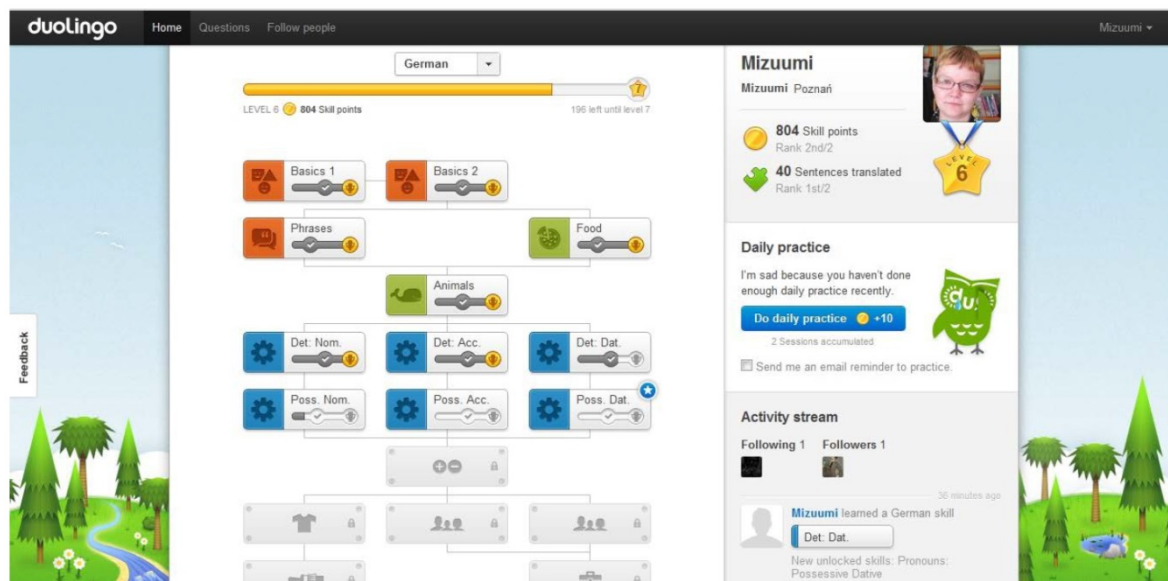 duolingo Home Questions Follow people Mizuumi
German
7
LEVEL 6 804 Skill points 196 left until level 7
Basics 1 Basics 2
Phrases Food
Animals
Det: Nom. Det: Acc. Det: Dat.
Poss. Nom. Poss. Acc. Poss. Dat.
Feedback
Mizuumi
Mizuumi Poznań
804 Skill points
Rank 2nd/2
40 Sentences translated
Rank 1st/2
LEVEL
6
Daily practice
I'm sad because you haven't done
enough daily practice recently.
du
Do daily practice +10
2 Sessions accumulated
Send me an email reminder to practice.
Activity stream
Following 1 Followers 1
36 minutes ago
Mizuumi learned a German skill
Det: Dat.
New unlocked skills: Pronouns:
Possessive Dative